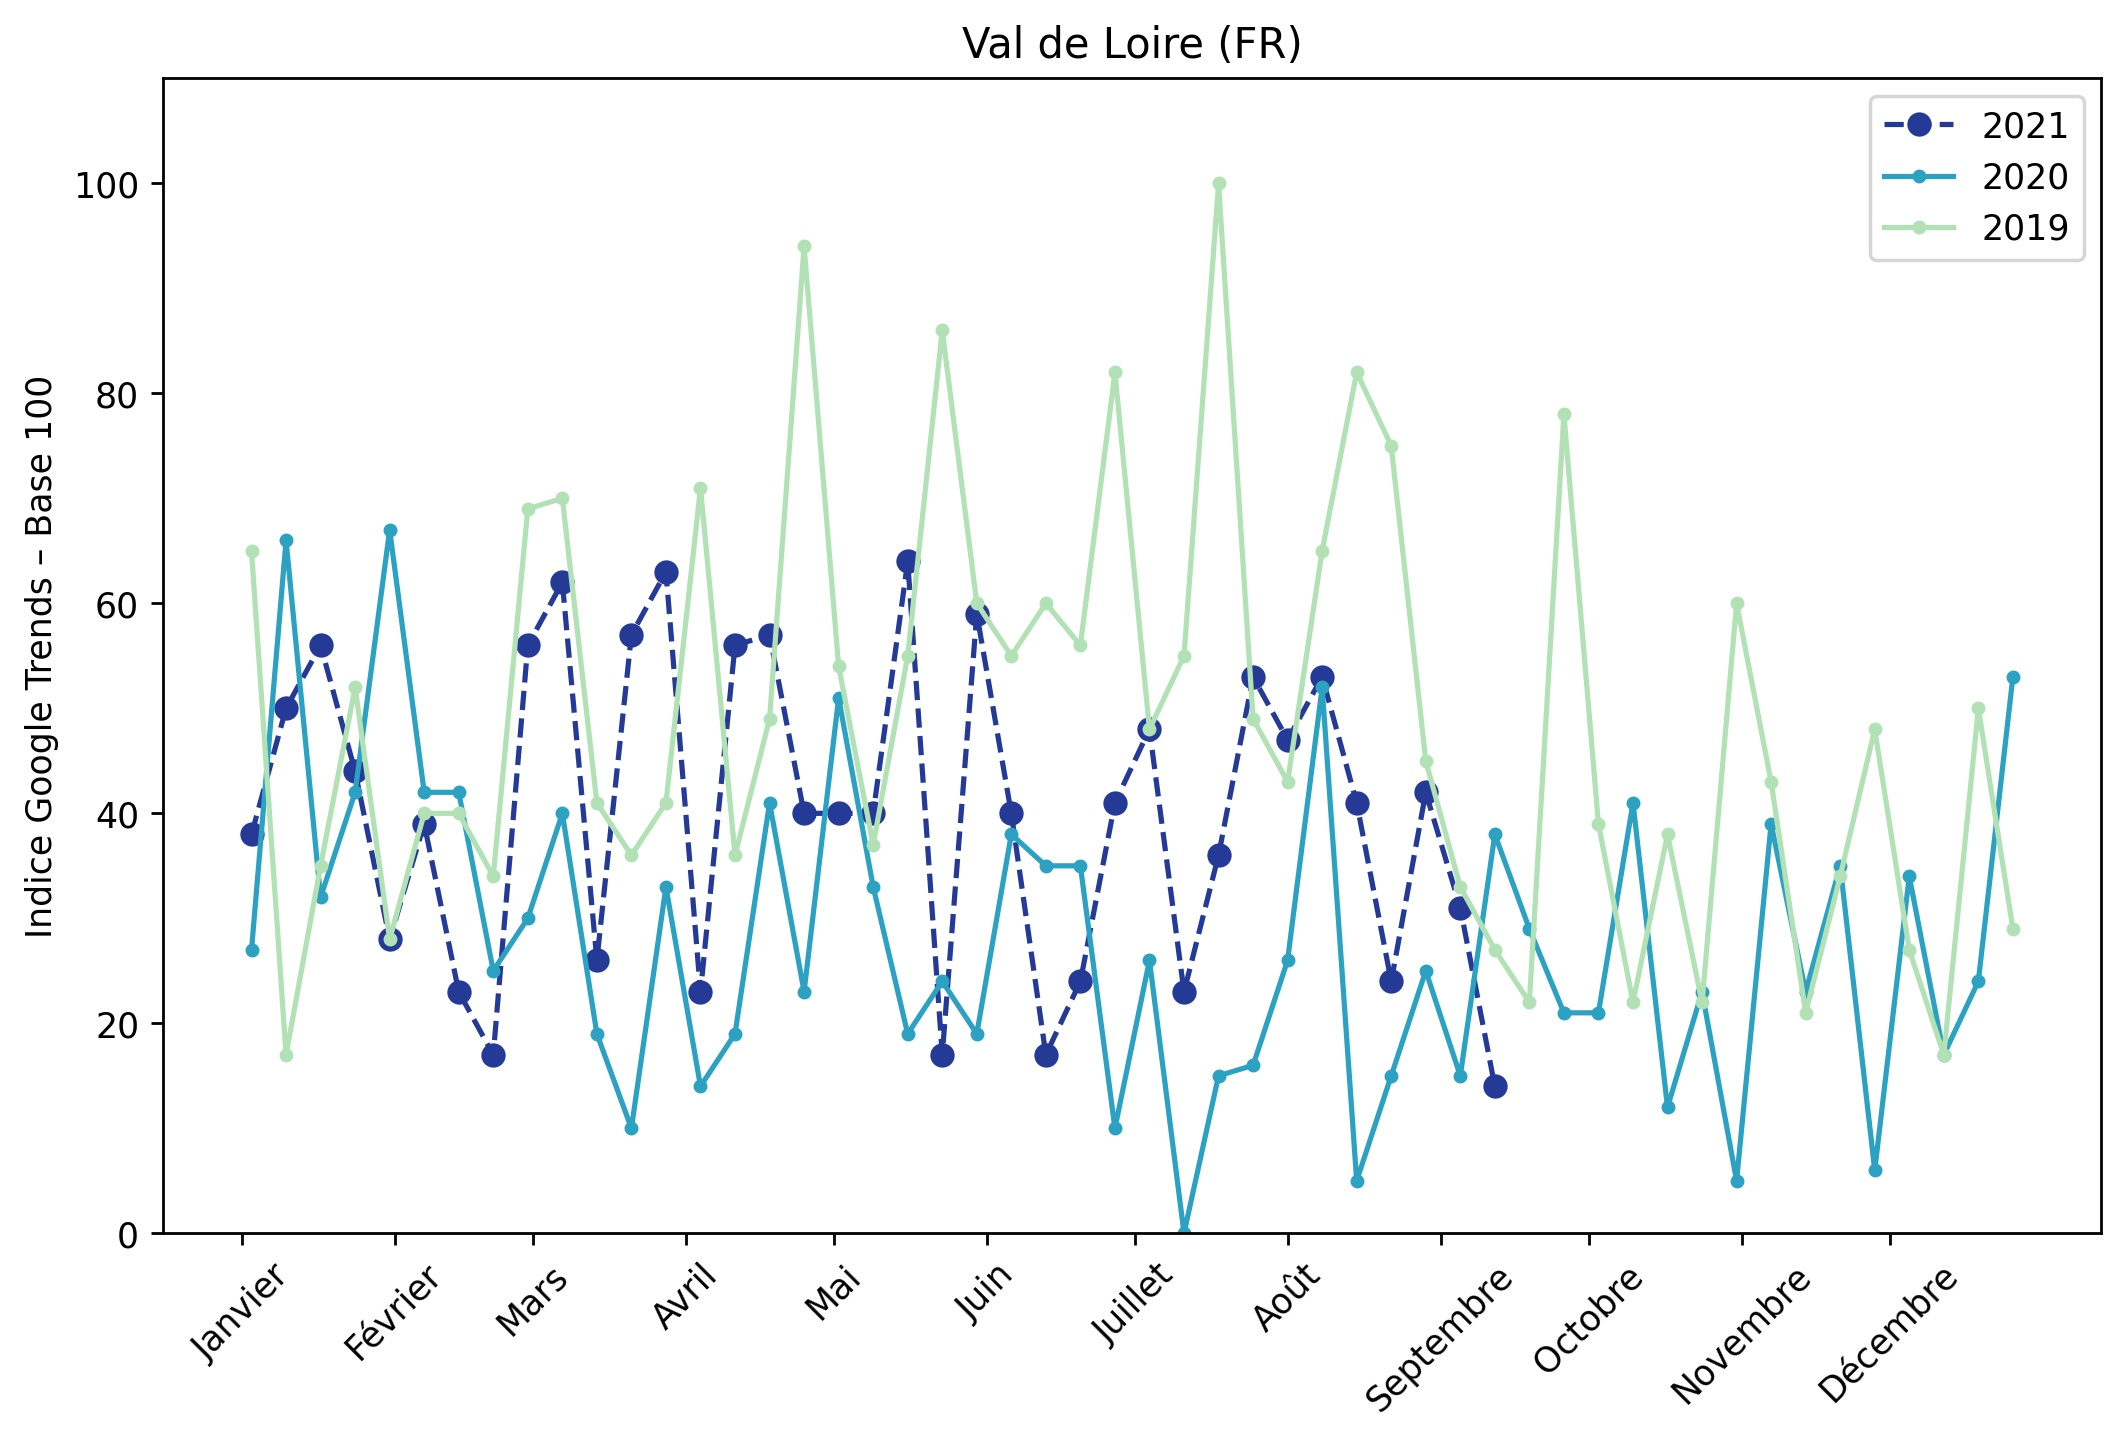 Val de Loire (FR)
Indice Google Trends – Base 100
100
80
60
40
20
0
2021
2020
2019
Janvier
Février
Mars
Avril
Mai
Juin
Juillet
Août
Septembre
Octobre
Novembre
Décembre